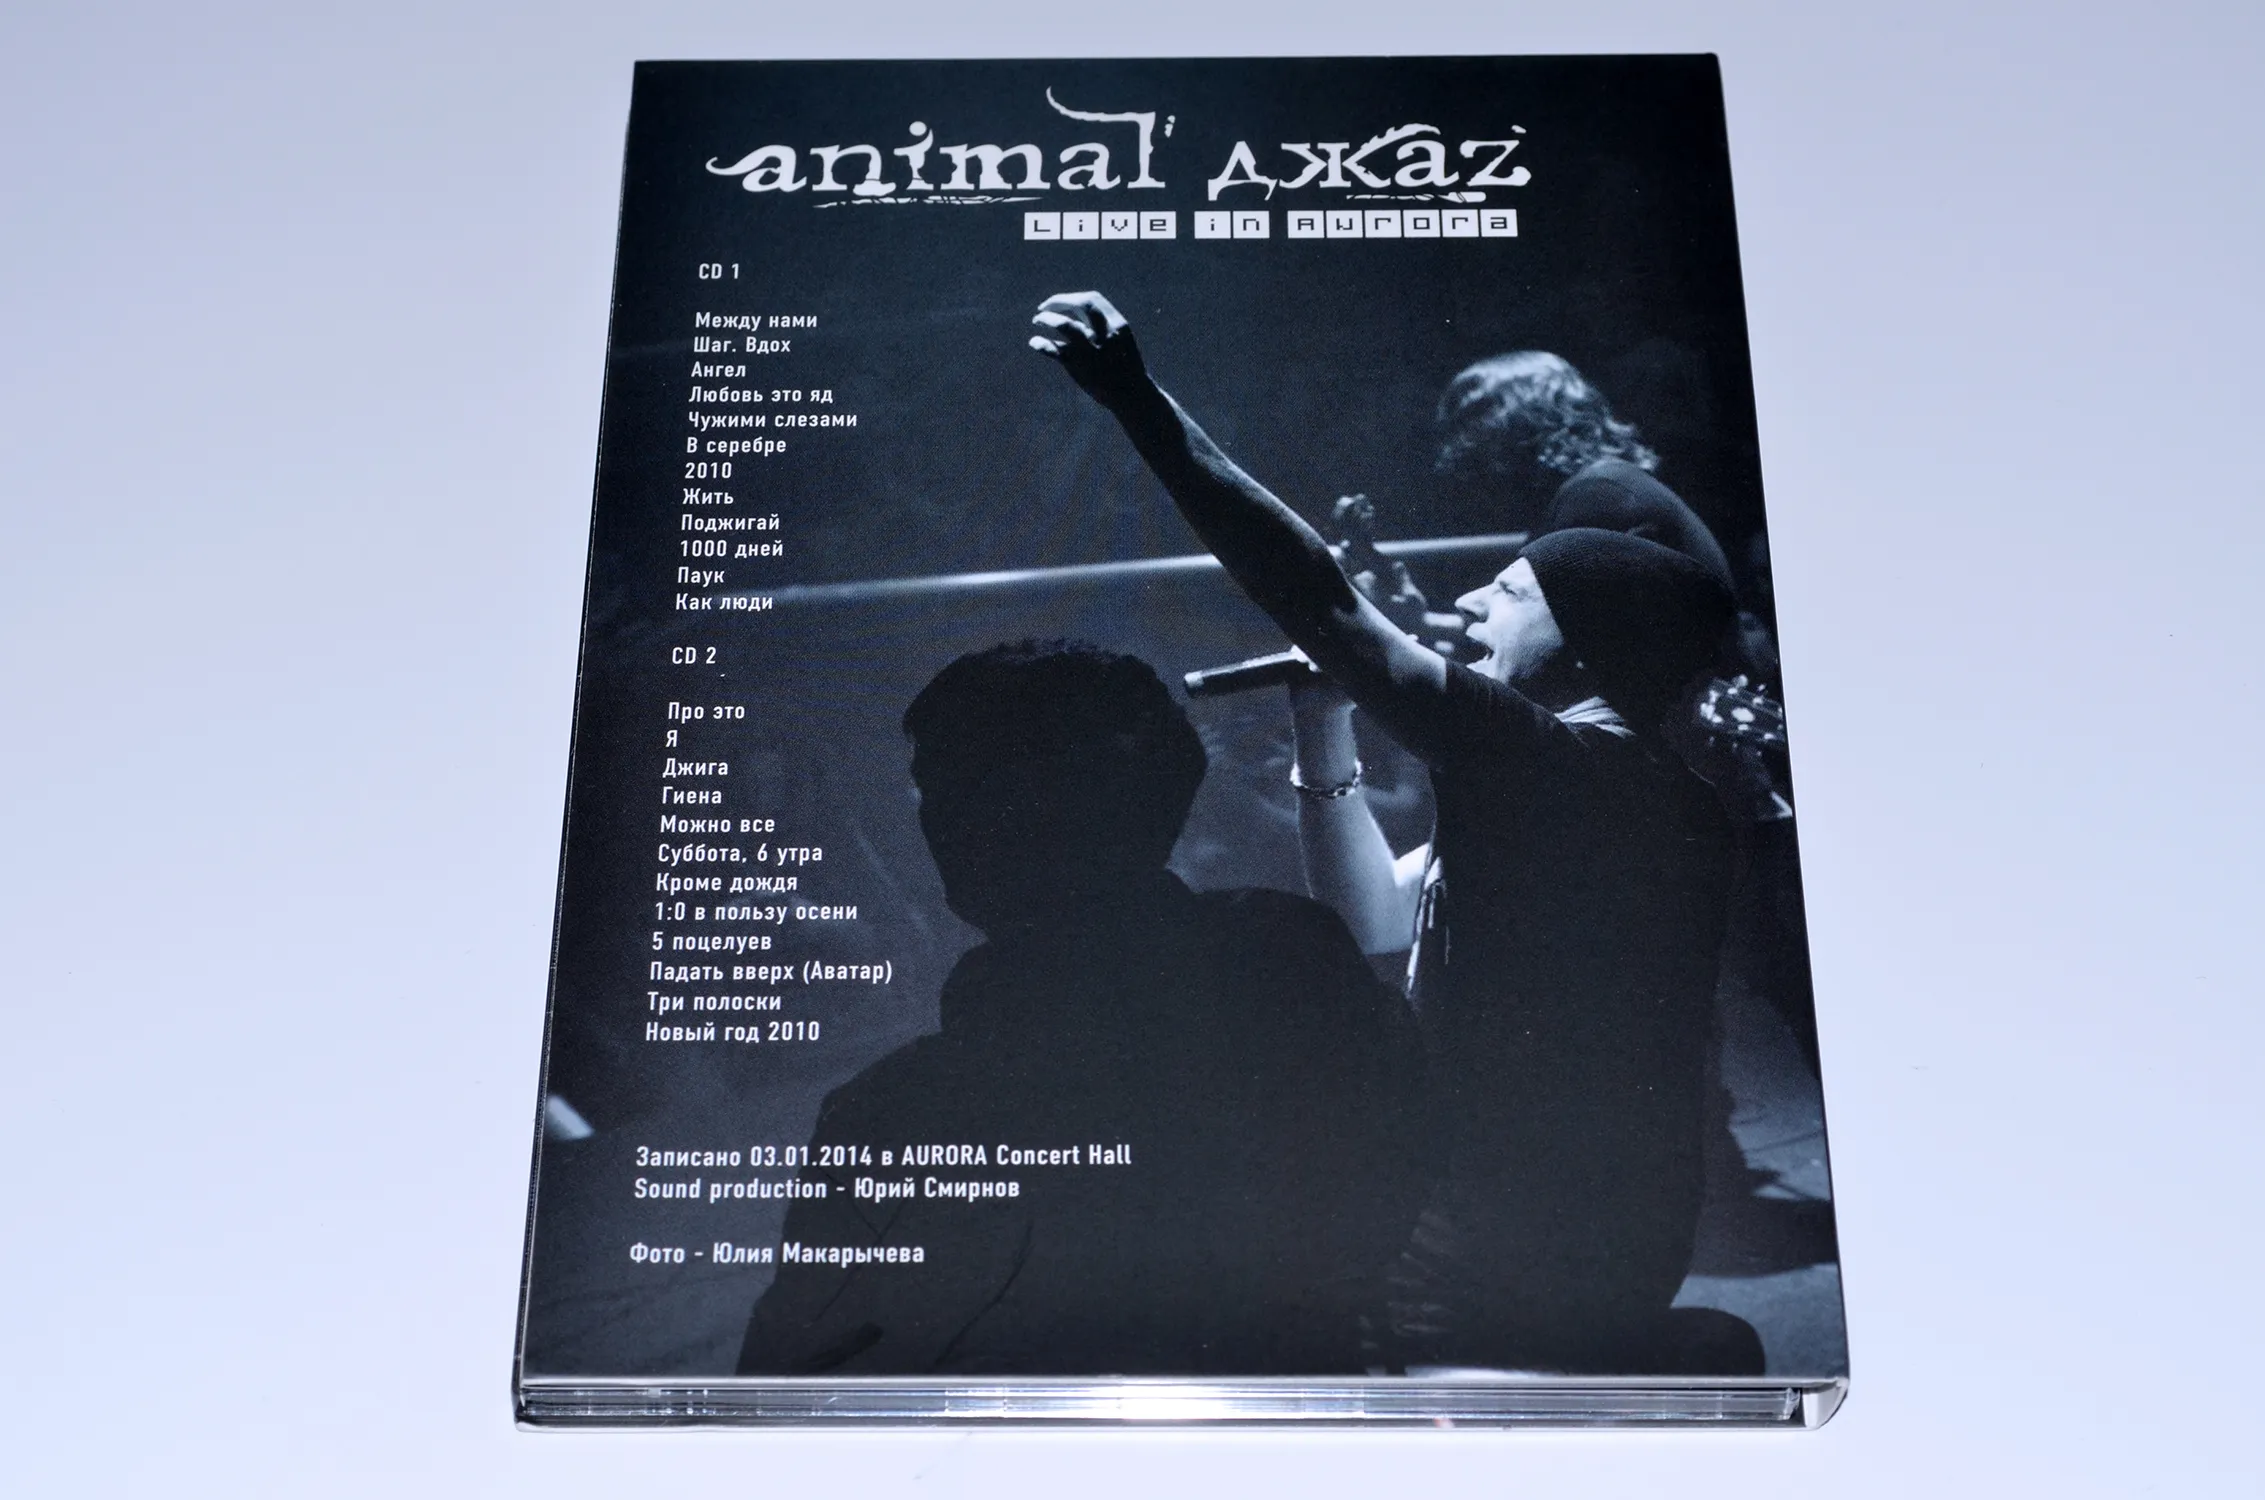 animal джаz
Live in Aurora
CD 1
Между нами
Шаг. Вдох
Ангел
Любовь это яд
Чужими слезами
В серебре
2010
Жить
Поджигай
1000 дней
Паук
Как люди
CD 2
Про это
Я
Джига
Гиена
Можно все
Суббота, 6 утра
Кроме дождя
1:0 в пользу осени
5 поцелуев
Падать вверх (Аватар)
Три полоски
Новый год 2010
Записано 03.01.2014 в AURORA Concert Hall
Sound production - Юрий Смирнов
Фото - Юлия Макарычева